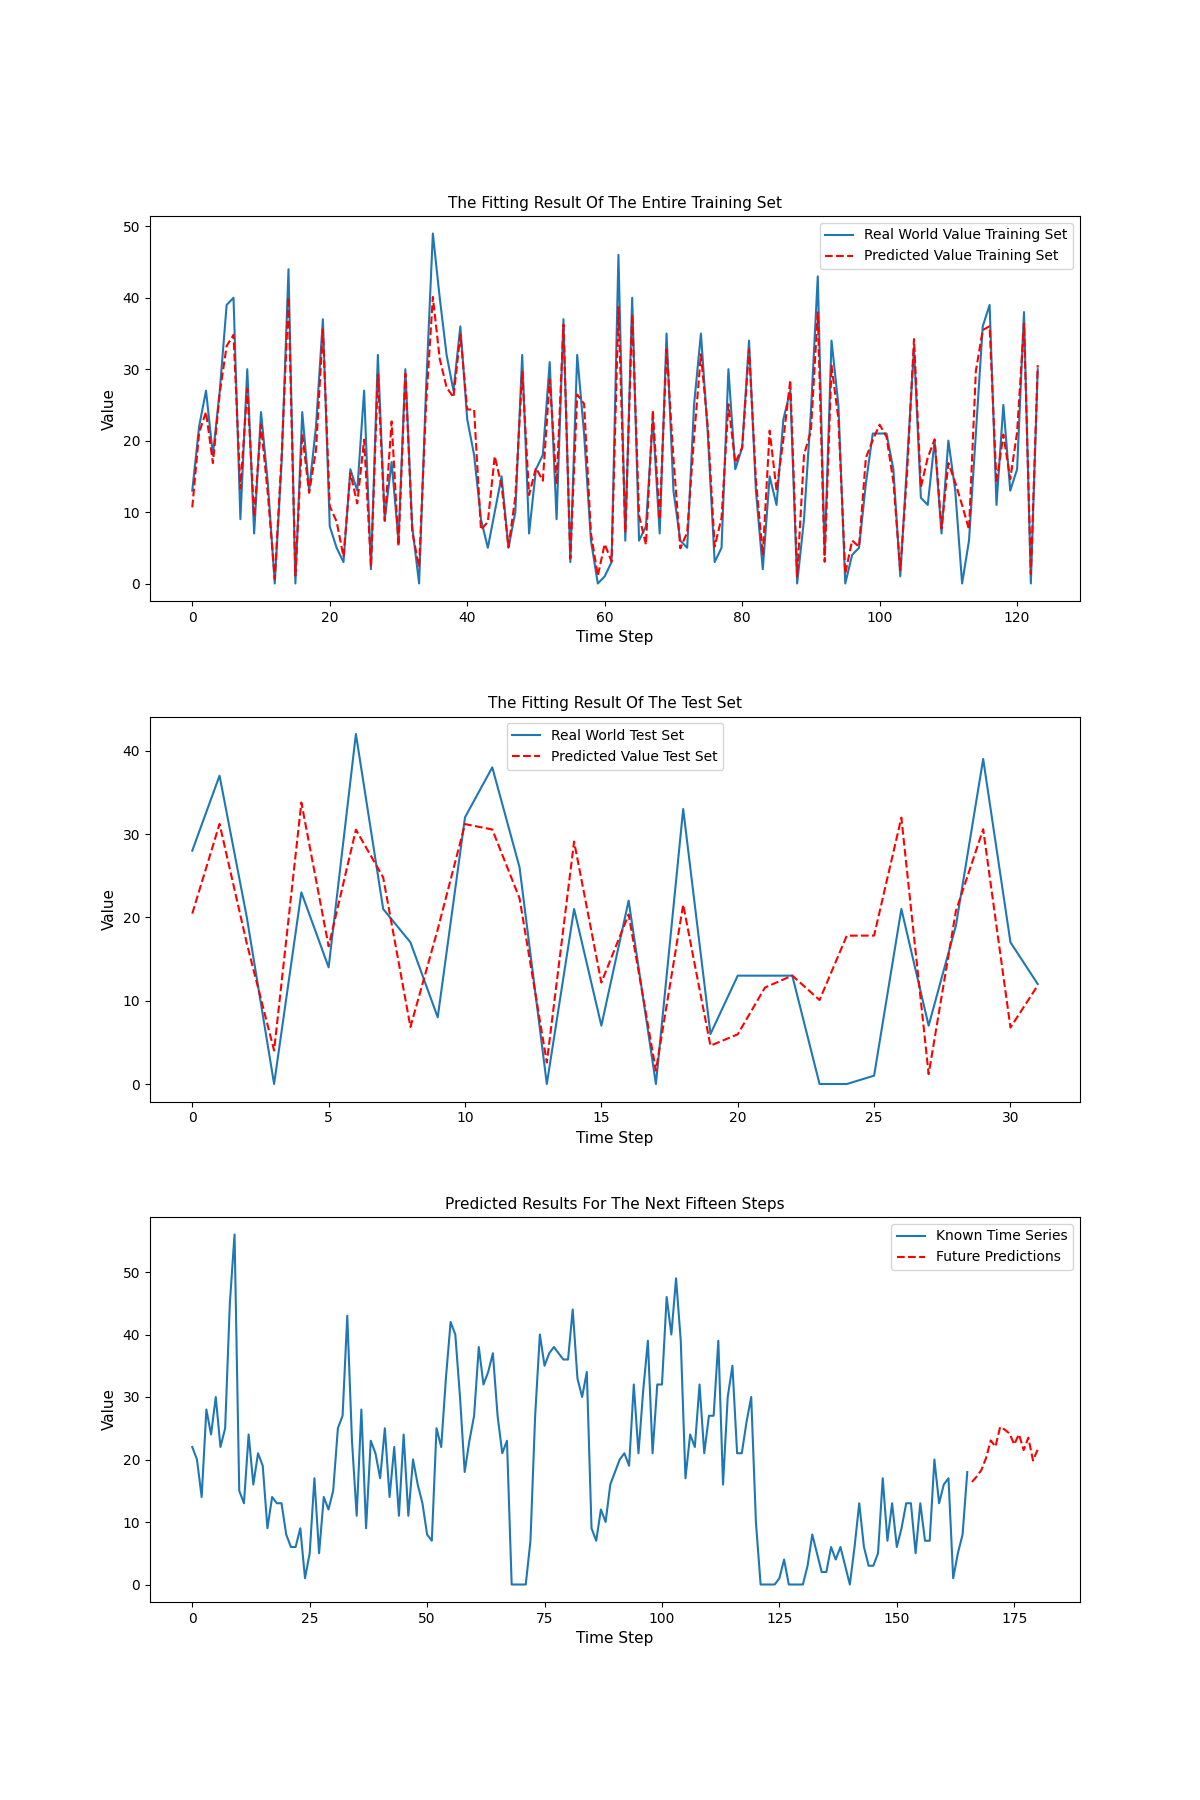 The Fitting Result Of The Entire Training Set
Real World Value Training Set
Predicted Value Training Set
Value
50
40
30
20
10
0
0 20 40 60 80 100 120
Time Step
The Fitting Result Of The Test Set
Real World Test Set
Predicted Value Test Set
Value
40
30
20
10
0
0 5 10 15 20 25 30
Time Step
Predicted Results For The Next Fifteen Steps
Known Time Series
Future Predictions
Value
50
40
30
20
10
0
0 25 50 75 100 125 150 175
Time Step